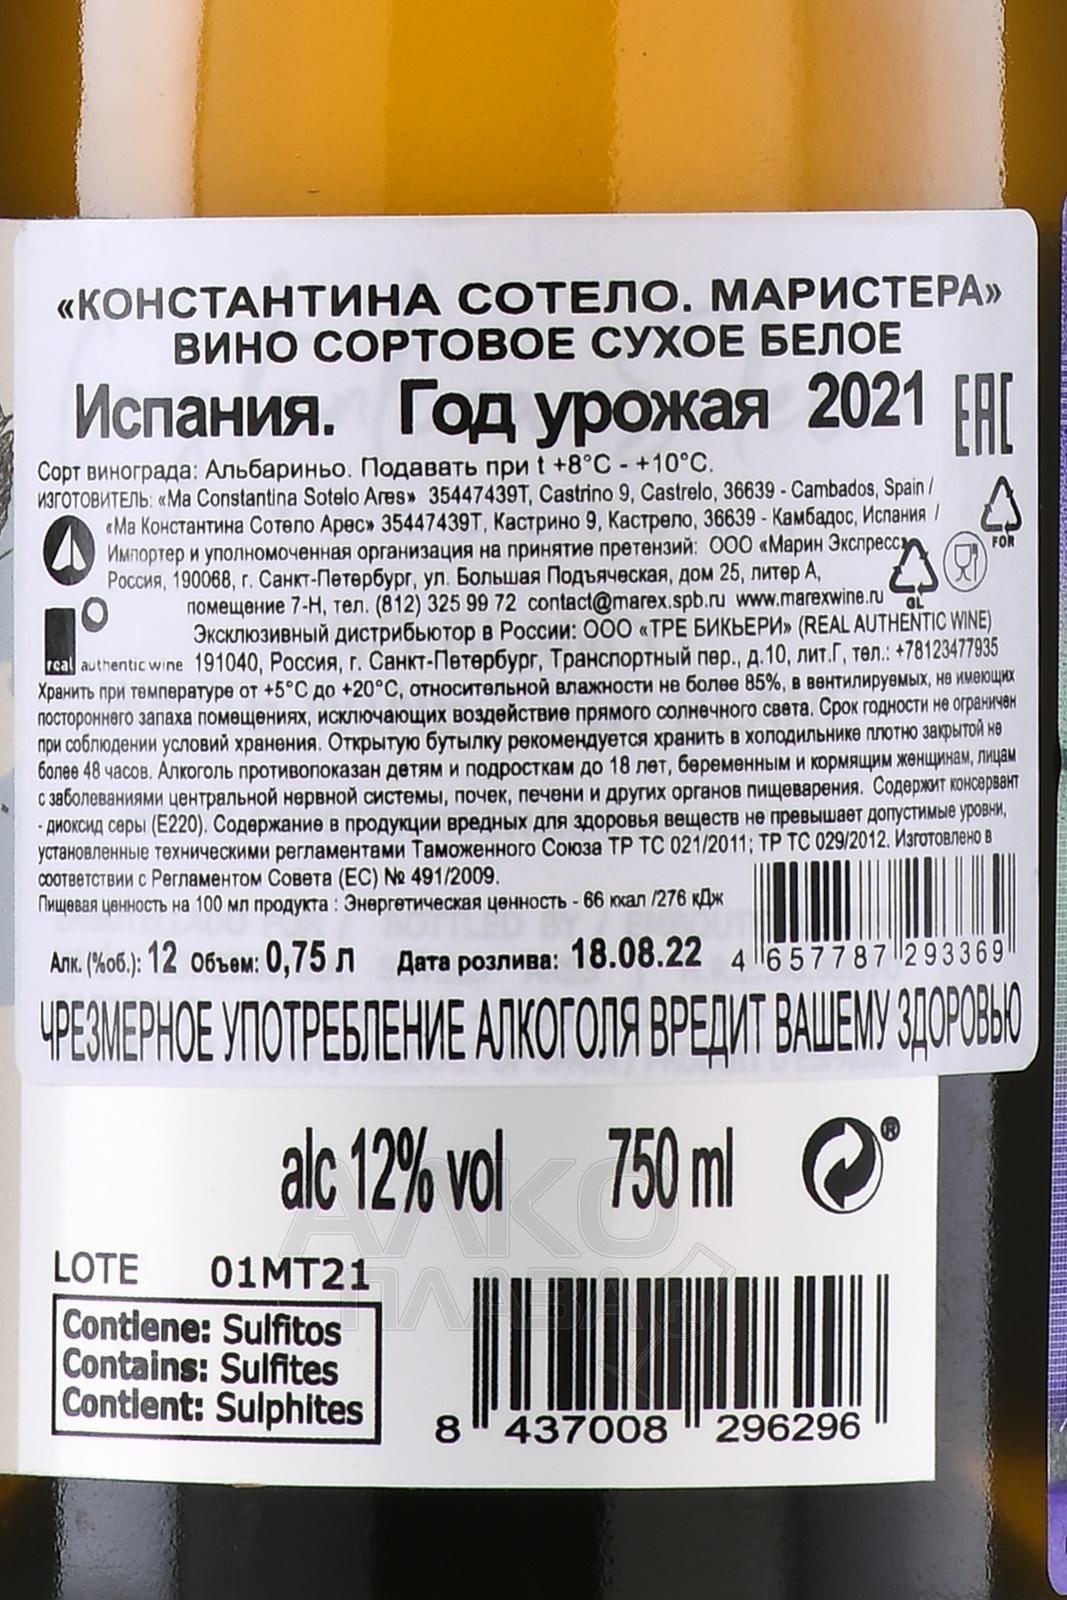 «КОНСТАНТИНА СОТЕЛО. МАРИСТЕРА»
ВИНО СОРТОВОЕ СУХОЕ БЕЛОЕ
Испания. Год урожая 2021
EAC
Сорт винограда: Альбариньо. Подавать при t +8°C - +10°C.
ИЗГОТОВИТЕЛЬ: «Ma Constantina Sotelo Ares» 35447439T, Castrino 9, Castrelo, 36639 - Cambados, Spain /
«Ма Константина Сотело Арес» 35447439T, Кастрино 9, Кастрело, 36639 - Камбадос, Испания /
Импортер и уполномоченная организация на принятие претензий: ООО «Марин Экспресс»
Россия, 190068, г. Санкт-Петербург, ул. Большая Подъяческая, дом 25, литер А,
помещение 7-Н, тел. (812) 325 99 72 contact@marex.spb.ru www.marexwine.ru
FOR
GL
Эксклюзивный дистрибьютор в России: ООО «ТРЕ БИКЬЕРИ» (REAL AUTHENTIC WINE)
real authentic wine
191040, Россия, г. Санкт-Петербург, Транспортный пер., д.10, лит.Г, тел.: +78123477935
Хранить при температуре от +5°C до +20°C, относительной влажности не более 85%, в вентилируемых, не имеющих
постороннего запаха помещениях, исключающих воздействие прямого солнечного света. Срок годности не ограничен
при соблюдении условий хранения. Открытую бутылку рекомендуется хранить в холодильнике плотно закрытой не
более 48 часов. Алкоголь противопоказан детям и подросткам до 18 лет, беременным и кормящим женщинам, лицам
с заболеваниями центральной нервной системы, почек, печени и других органов пищеварения. Содержит консервант
- диоксид серы (E220). Содержание в продукции вредных для здоровья веществ не превышает допустимые уровни,
установленные техническими регламентами Таможенного Союза ТР ТС 021/2011; ТР ТС 029/2012. Изготовлено в
соответствии с Регламентом Совета (ЕС) № 491/2009.
Пищевая ценность на 100 мл продукта : Энергетическая ценность - 66 ккал /276 кДж
Алк. (%об.): 12 Объем: 0,75 л Дата розлива: 18.08.22
4 657787 293369
ЧРЕЗМЕРНОЕ УПОТРЕБЛЕНИЕ АЛКОГОЛЯ ВРЕДИТ ВАШЕМУ ЗДОРОВЬЮ
alc 12% vol 750 ml ®
АЛКО
ПЛАВАНИЕ
LOTE 01MT21
Contiene: Sulfitos
Contains: Sulfites
Contient: Sulphites
8 437008 296296